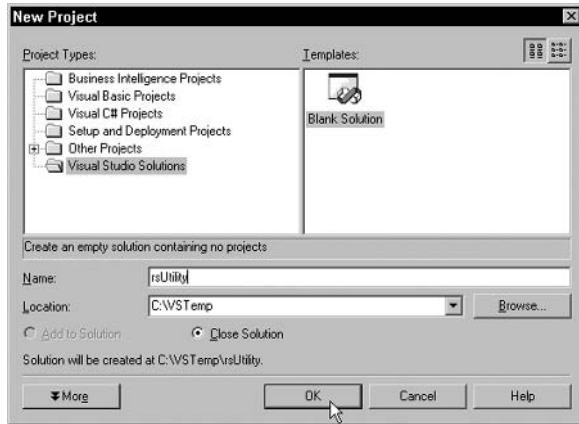 New Project
Project Types:
Templates:
Business Intelligence Projects
Visual Basic Projects
Visual C# Projects
Setup and Deployment Projects
Other Projects
Visual Studio Solutions
Blank Solution
Create an empty solution containing no projects
Name:
rsUtility
Location:
C:\VSTemp
Browse...
Add to Solution
Close Solution
Solution will be created at C:\VSTemp\rsUtility.
More
OK
Cancel
Help